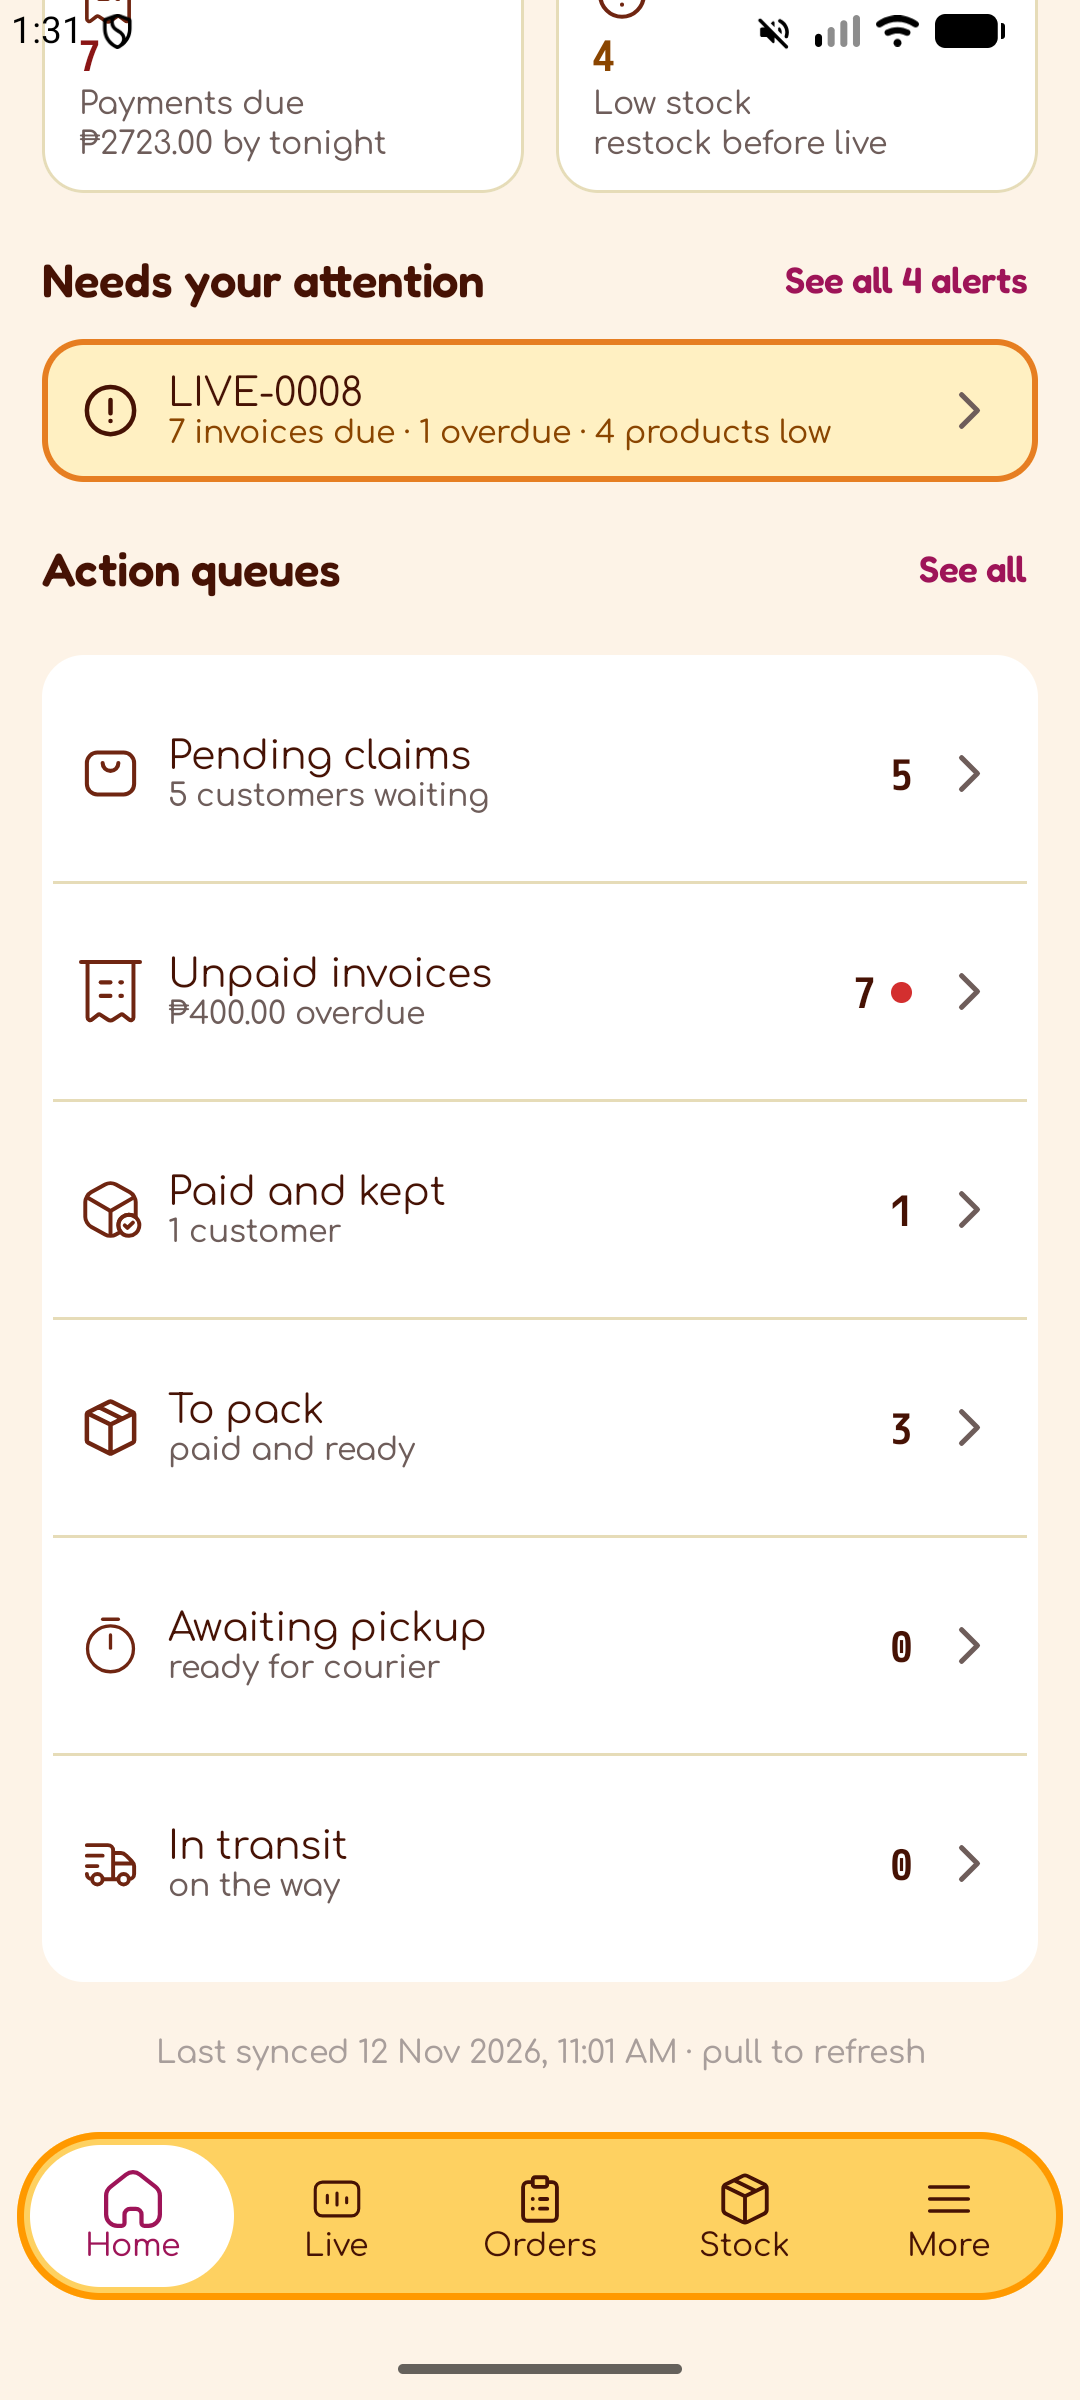 1:31
7
4
Payments due
₱2723.00 by tonight
Low stock
restock before live
Needs your attention
See all 4 alerts
LIVE-0008
7 invoices due · 1 overdue · 4 products low
Action queues
See all
Pending claims
5 customers waiting
5
Unpaid invoices
₱400.00 overdue
7
Paid and kept
1 customer
1
To pack
paid and ready
3
Awaiting pickup
ready for courier
0
In transit
on the way
0
Last synced 12 Nov 2026, 11:01 AM · pull to refresh
Home
Live
Orders
Stock
More